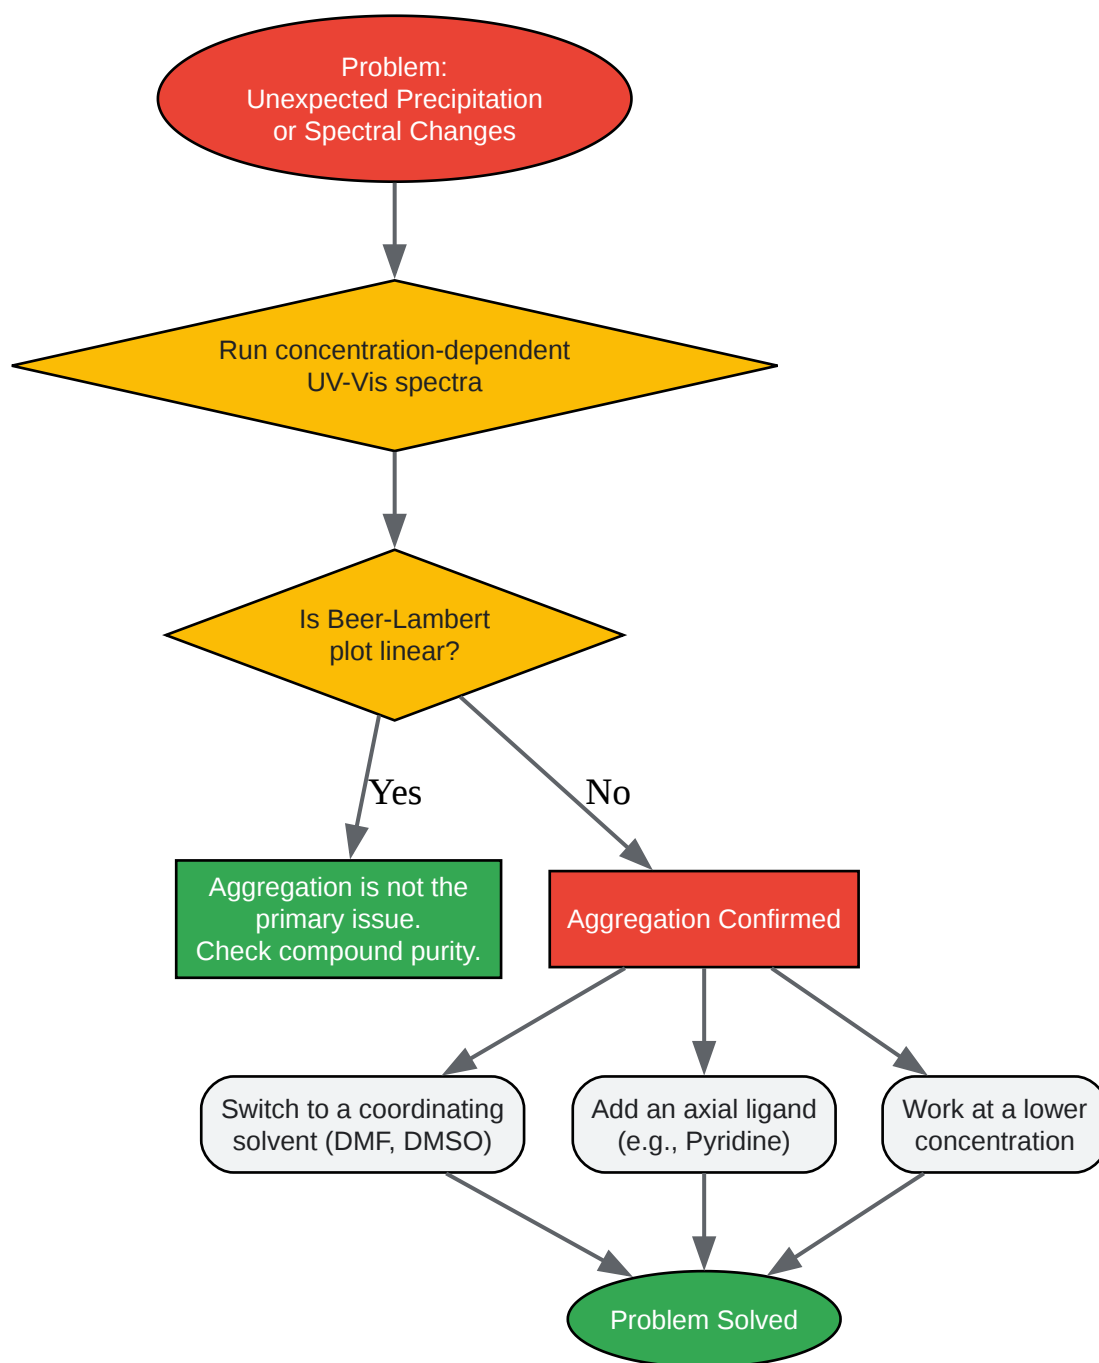 Problem:
Unexpected Precipitation
or Spectral Changes
Run concentration-dependent
UV-Vis spectra
Is Beer-Lambert
plot linear?
Yes
No
Aggregation is not the
primary issue.
Check compound purity.
Aggregation Confirmed
Switch to a coordinating
solvent (DMF, DMSO)
Add an axial ligand
(e.g., Pyridine)
Work at a lower
concentration
Problem Solved